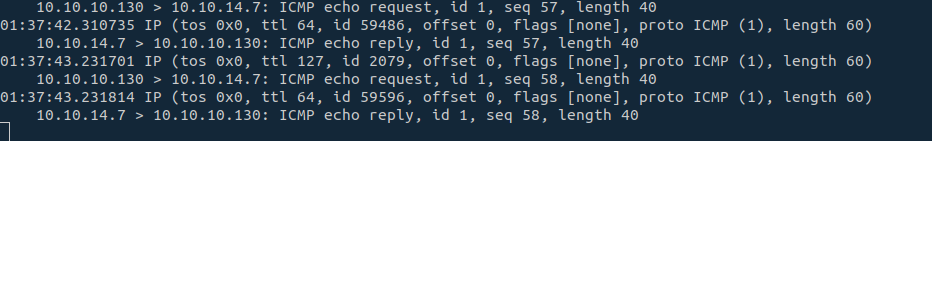 10.10.10.130 > 10.10.14.7: ICMP echo request, id 1, seq 57, length 40
01:37:42.310735 IP (tos 0x0, ttl 64, id 59486, offset 0, flags [none], proto ICMP (1), length 60)
10.10.14.7 > 10.10.10.130: ICMP echo reply, id 1, seq 57, length 40
01:37:43.231701 IP (tos 0x0, ttl 127, id 2079, offset 0, flags [none], proto ICMP (1), length 60)
10.10.10.130 > 10.10.14.7: ICMP echo request, id 1, seq 58, length 40
01:37:43.231814 IP (tos 0x0, ttl 64, id 59596, offset 0, flags [none], proto ICMP (1), length 60)
10.10.14.7 > 10.10.10.130: ICMP echo reply, id 1, seq 58, length 40